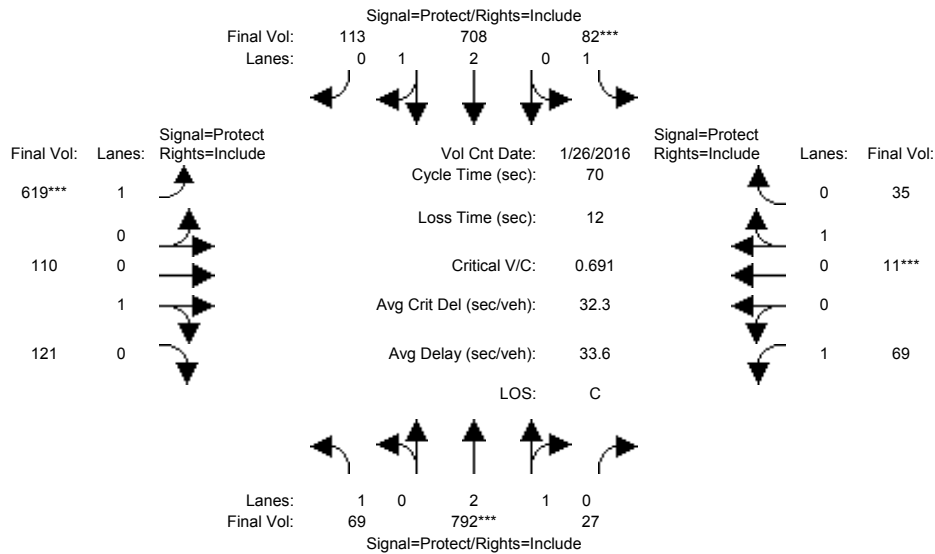 Signal=Protect/Rights=Include
Final Vol: 113 708 82***
Lanes: 0 1 2 0 1
Signal=Protect Signal=Protect
Final Vol: Lanes: Rights=Include Vol Cnt Date: 1/26/2016 Rights=Include Lanes: Final Vol:
Cycle Time (sec): 70
619*** 1 0 35
Loss Time (sec): 12
0 1
110 0 Critical V/C: 0.691 0 11***
1 Avg Crit Del (sec/veh): 32.3 0
121 0 Avg Delay (sec/veh): 33.6 1 69
LOS: C
Lanes: 1 0 2 1 0
Final Vol: 69 792*** 27
Signal=Protect/Rights=Include